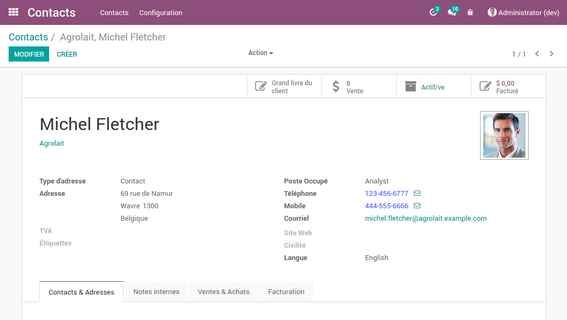 Contacts Contacts Configuration 2 10 Administrator (dev)
Contacts / Agrolait, Michel Fletcher
MODIFIER CRÉER Action 1 / 1
Grand livre du client
0 Vente
Actif/ve
$ 0,00 Facturé
Michel Fletcher
Agrolait
Type d'adresse Contact
Adresse 69 rue de Namur
Wavre 1300
Belgique
TVA
Étiquettes
Poste Occupé Analyst
Téléphone 123-456-7777
Mobile 444-555-6666
Courriel michel.fletcher@agrolait.example.com
Site Web
Civilité
Langue English
Contacts & Adresses Notes internes Ventes & Achats Facturation